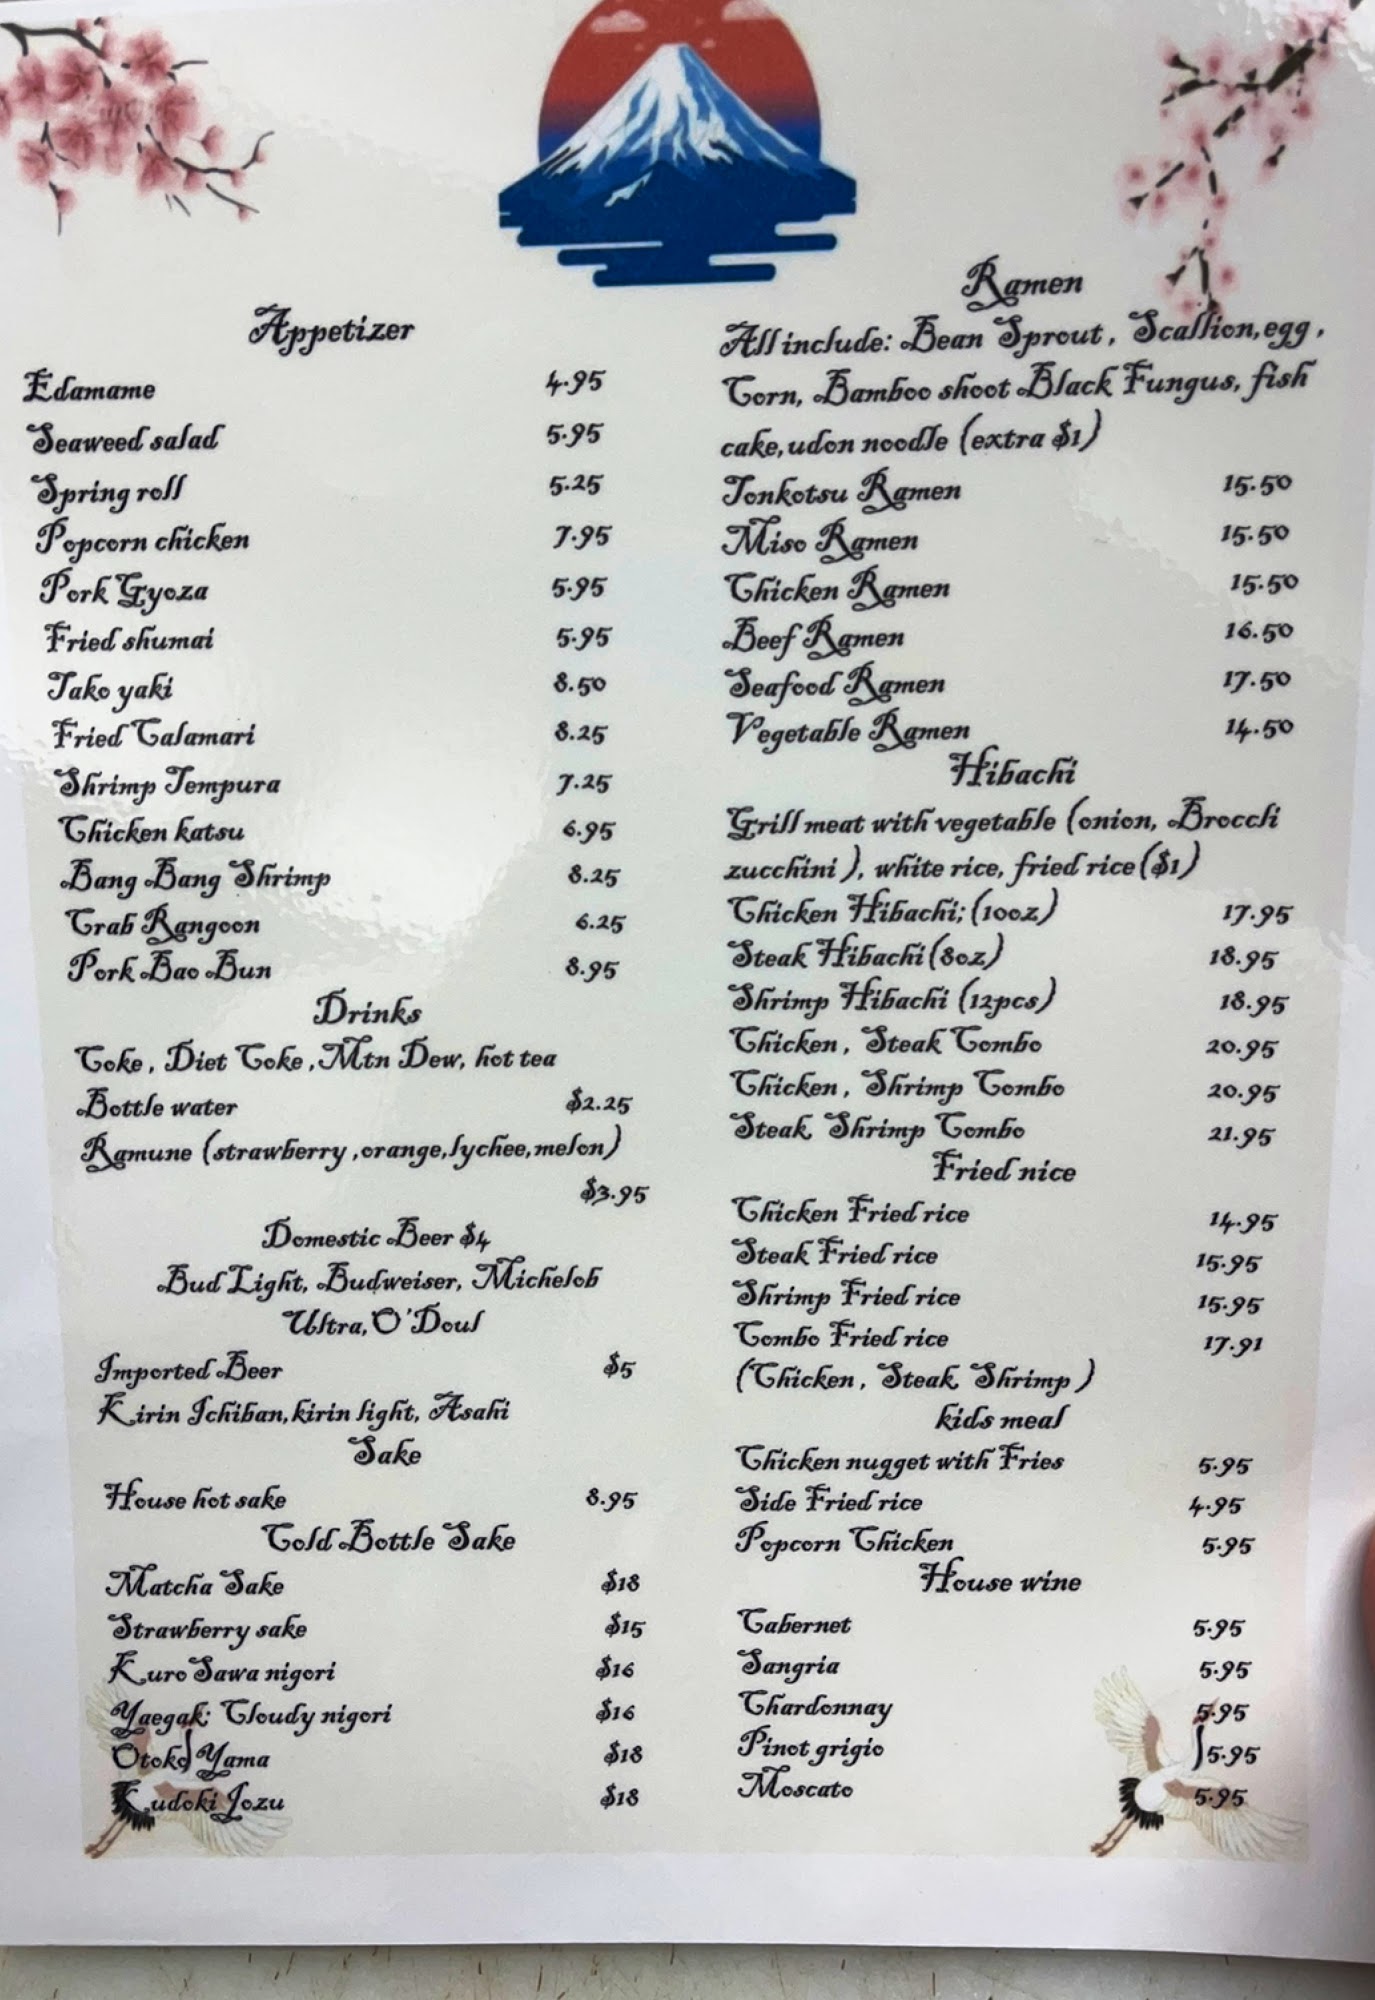 Appetizer
Edamame 4.95
Seaweed salad 5.95
Spring roll 5.25
Popcorn chicken 7.95
Pork Gyoza 5.95
Fried shumai 5.95
Tako yaki 8.50
Fried Calamari 8.25
Shrimp Tempura 7.25
Chicken katsu 6.95
Bang Bang Shrimp 8.25
Crab Rangoon 6.25
Pork Bao Bun 8.95
Drinks
Coke , Diet Coke ,Mtn Dew, hot tea
Bottle water $2.25
Ramune (strawberry ,orange,lychee,melon)
$3.95
Domestic Beer $4
Bud Light, Budweiser, Michelob
Ultra,O'Doul
Imported Beer $5
Kirin Ichiban,kirin light, Asahi
Sake
House hot sake 8.95
Cold Bottle Sake
Matcha Sake $18
Strawberry sake $15
Kuro Sawa nigori $16
Yaegak: Cloudy nigori $16
Otoko Yama $18
Kudoki Jozu $18
Ramen
All include: Bean Sprout , Scallion,egg ,
Corn, Bamboo shoot Black Fungus, fish
cake,udon noodle (extra $1)
Tonkotsu Ramen 15.50
Miso Ramen 15.50
Chicken Ramen 15.50
Beef Ramen 16.50
Seafood Ramen 17.50
Vegetable Ramen 14.50
Hibachi
Grill meat with vegetable (onion, Broccli
zucchini ), white rice, fried rice($1)
Chicken Hibachi; (10oz) 17.95
Steak Hibachi (8oz) 18.95
Shrimp Hibachi (12pcs) 18.95
Chicken , Steak Combo 20.95
Chicken , Shrimp Combo 20.95
Steak, Shrimp Combo 21.95
Fried nice
Chicken Fried rice 14.95
Steak Fried rice 15.95
Shrimp Fried rice 15.95
Combo Fried rice 17.91
(Chicken , Steak, Shrimp )
kids meal
Chicken nugget with Fries 5.95
Side Fried rice 4.95
Popcorn Chicken 5.95
House wine
Cabernet 5.95
Sangria 5.95
Chardonnay 5.95
Pinot grigio 5.95
Moscato 5.95